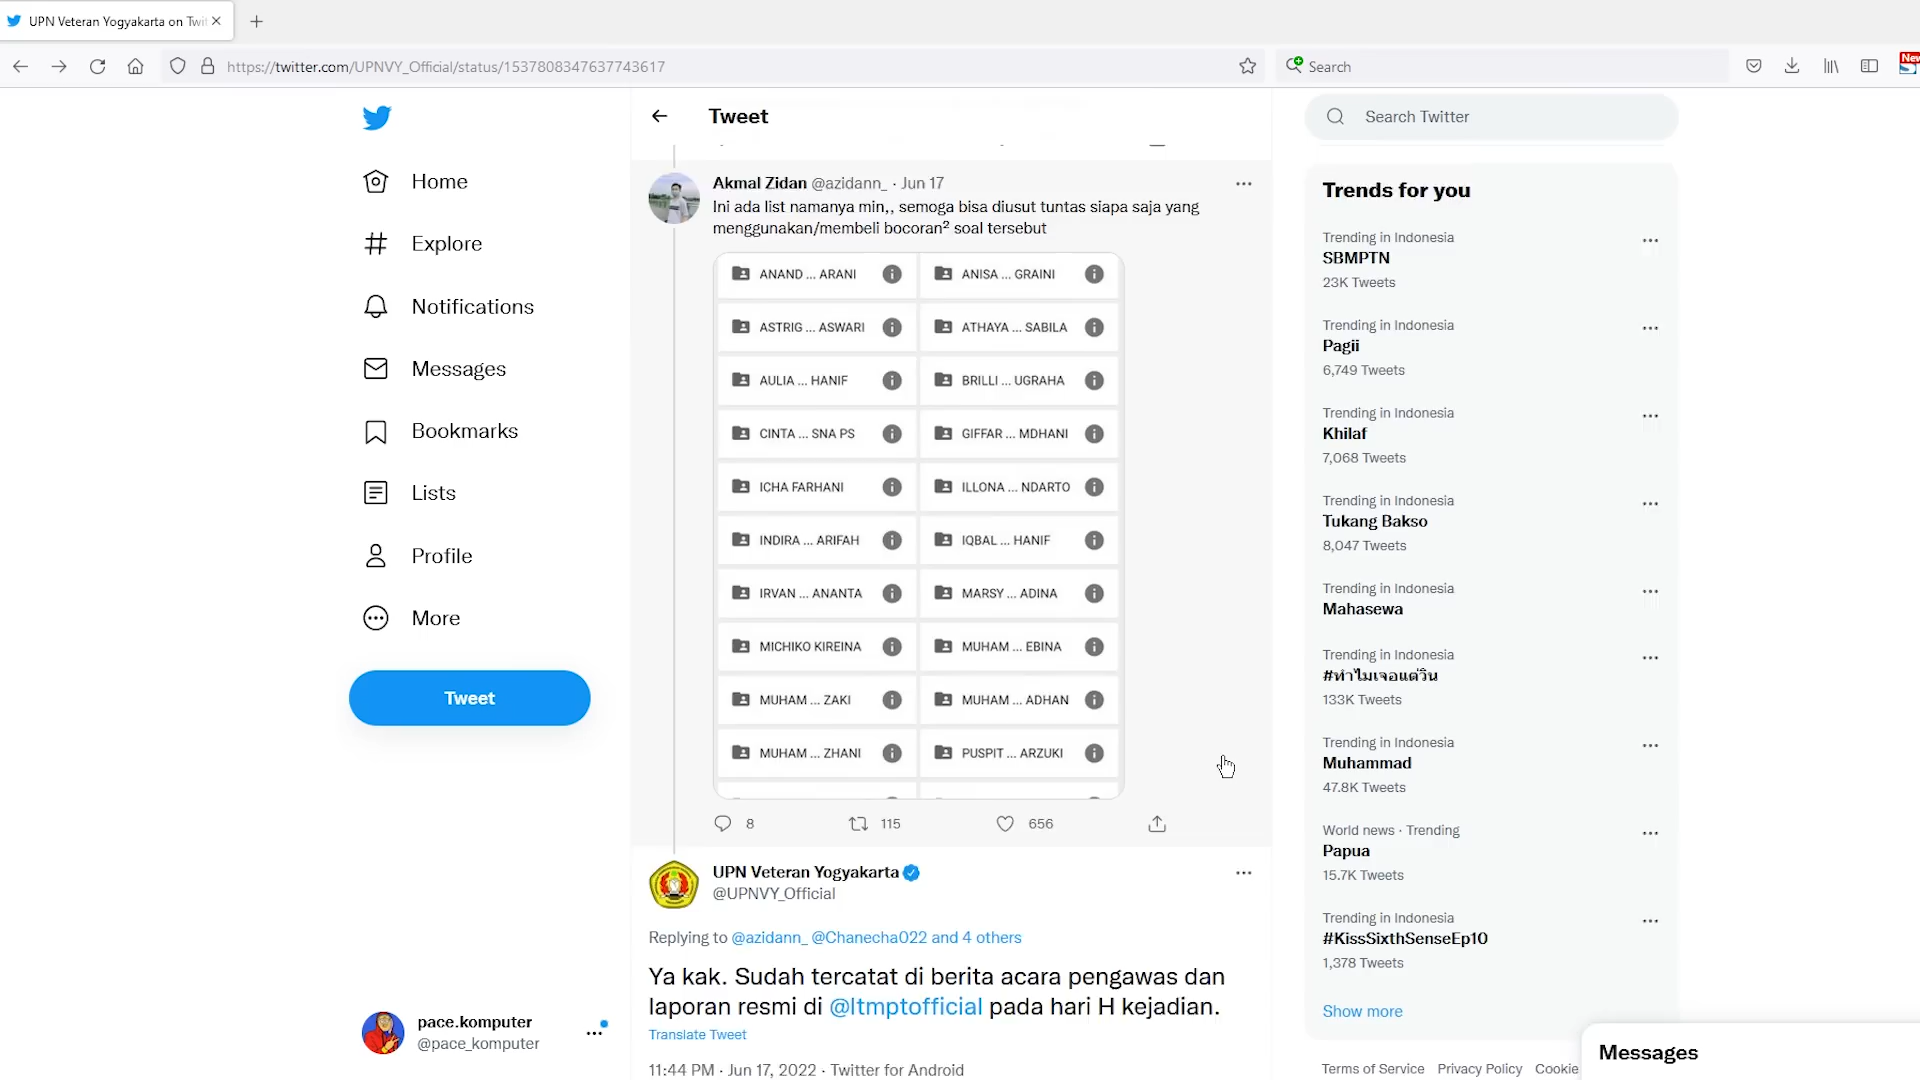 UPN Veteran Yogyakarta on Twi
https://twitter.com/UPNVY_Official/status/1537808347637743617
Search
New
Home
Explore
Notifications
Messages
Bookmarks
Lists
Profile
More
Tweet
pace.komputer
@pace_komputer
Tweet
Akmal Zidan @azidann_ · Jun 17
Ini ada list namanya min,, semoga bisa diusut tuntas siapa saja yang
menggunakan/membeli bocoran² soal tersebut
ANAND ... ARANI ANISA ... GRAINI
ASTRIG ... ASWARI ATHAYA ... SABILA
AULIA ... HANIF BRILLI ... UGRAHA
CINTA ... SNA PS GIFFAR ... MDHANI
ICHA FARHANI ILLONA ... NDARTO
INDIRA ... ARIFAH IQBAL ... HANIF
IRVAN ... ANANTA MARSY ... ADINA
MICHIKO KIREINA MUHAM ... EBINA
MUHAM ... ZAKI MUHAM ... ADHAN
MUHAM ... ZHANI PUSPIT ... ARZUKI
8 115 656
UPN Veteran Yogyakarta
@UPNVY_Official
Replying to @azidann_ @Chanecha022 and 4 others
Ya kak. Sudah tercatat di berita acara pengawas dan
laporan resmi di @ltmptofficial pada hari H kejadian.
Translate Tweet
11:44 PM · Jun 17, 2022 · Twitter for Android
Search Twitter
Trends for you
Trending in Indonesia
SBMPTN
23K Tweets
Trending in Indonesia
Pagii
6,749 Tweets
Trending in Indonesia
Khilaf
7,068 Tweets
Trending in Indonesia
Tukang Bakso
8,047 Tweets
Trending in Indonesia
Mahasewa
Trending in Indonesia
#ทําไมเจอแต่วิน
133K Tweets
Trending in Indonesia
Muhammad
47.8K Tweets
World news · Trending
Papua
15.7K Tweets
Trending in Indonesia
#KissSixthSenseEp10
1,378 Tweets
Show more
Terms of Service Privacy Policy Cookie
Messages